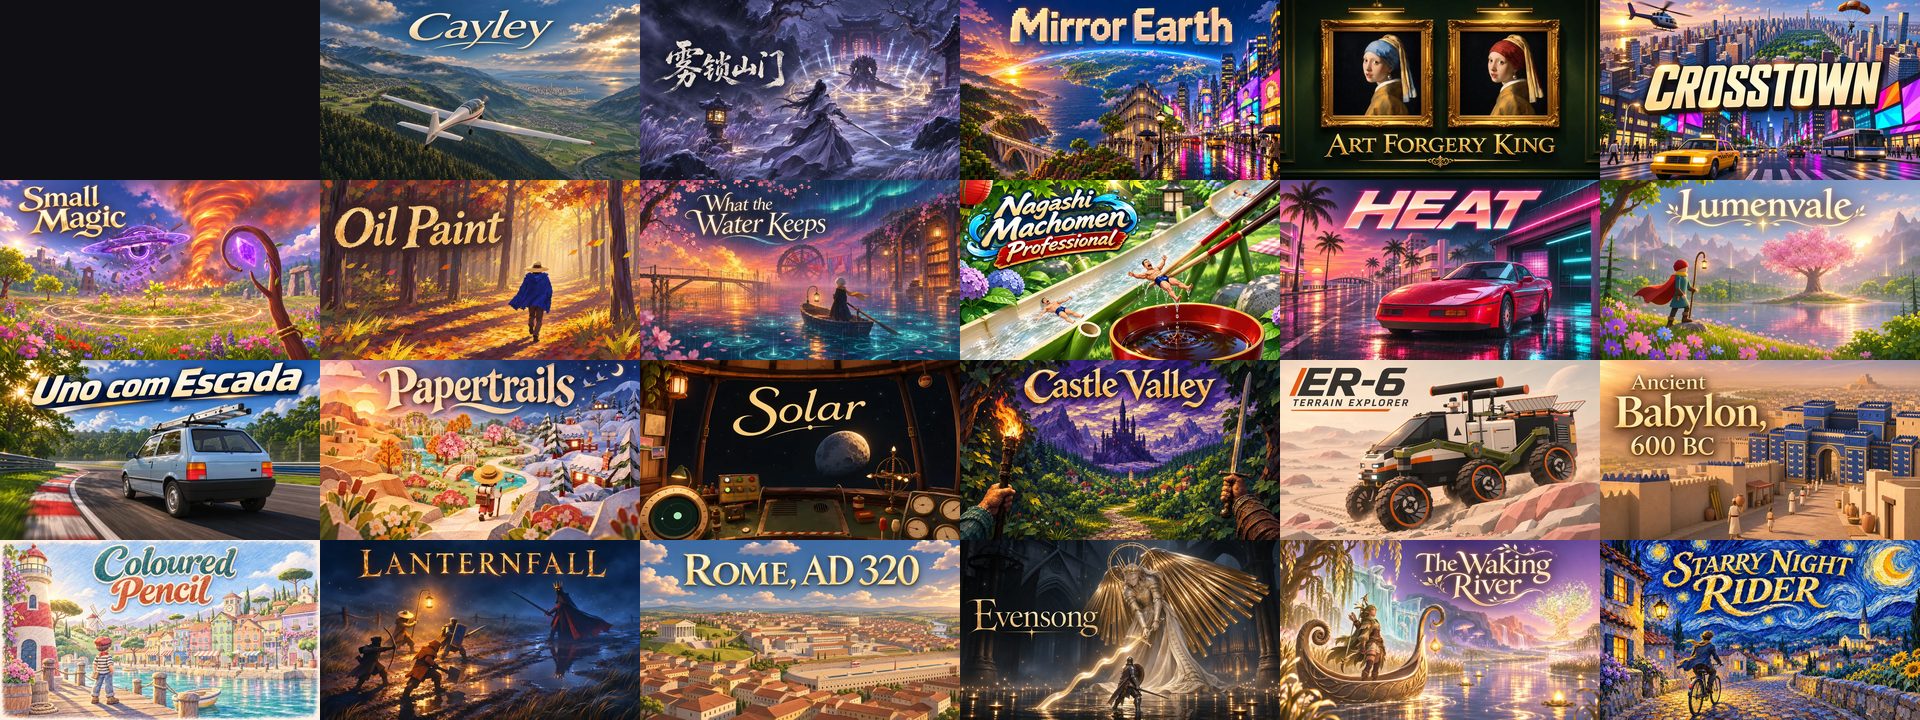 Cayley
雾锁山门
Mirror Earth
Art Forgery King
CROSSTOWN
Small
Magic
Oil Paint
What the
Water Keeps
Nagashi
Machomen
Professional
HEAT
Lumenvale
Uno com Escada
Papertrails
Solar
Castle Valley
ER-6
TERRAIN EXPLORER
Ancient
Babylon,
600 BC
Coloured
Pencil
LANTERNFALL
ROME, AD 320
Evensong
The Waking
River
STARRY NIGHT
RIDER